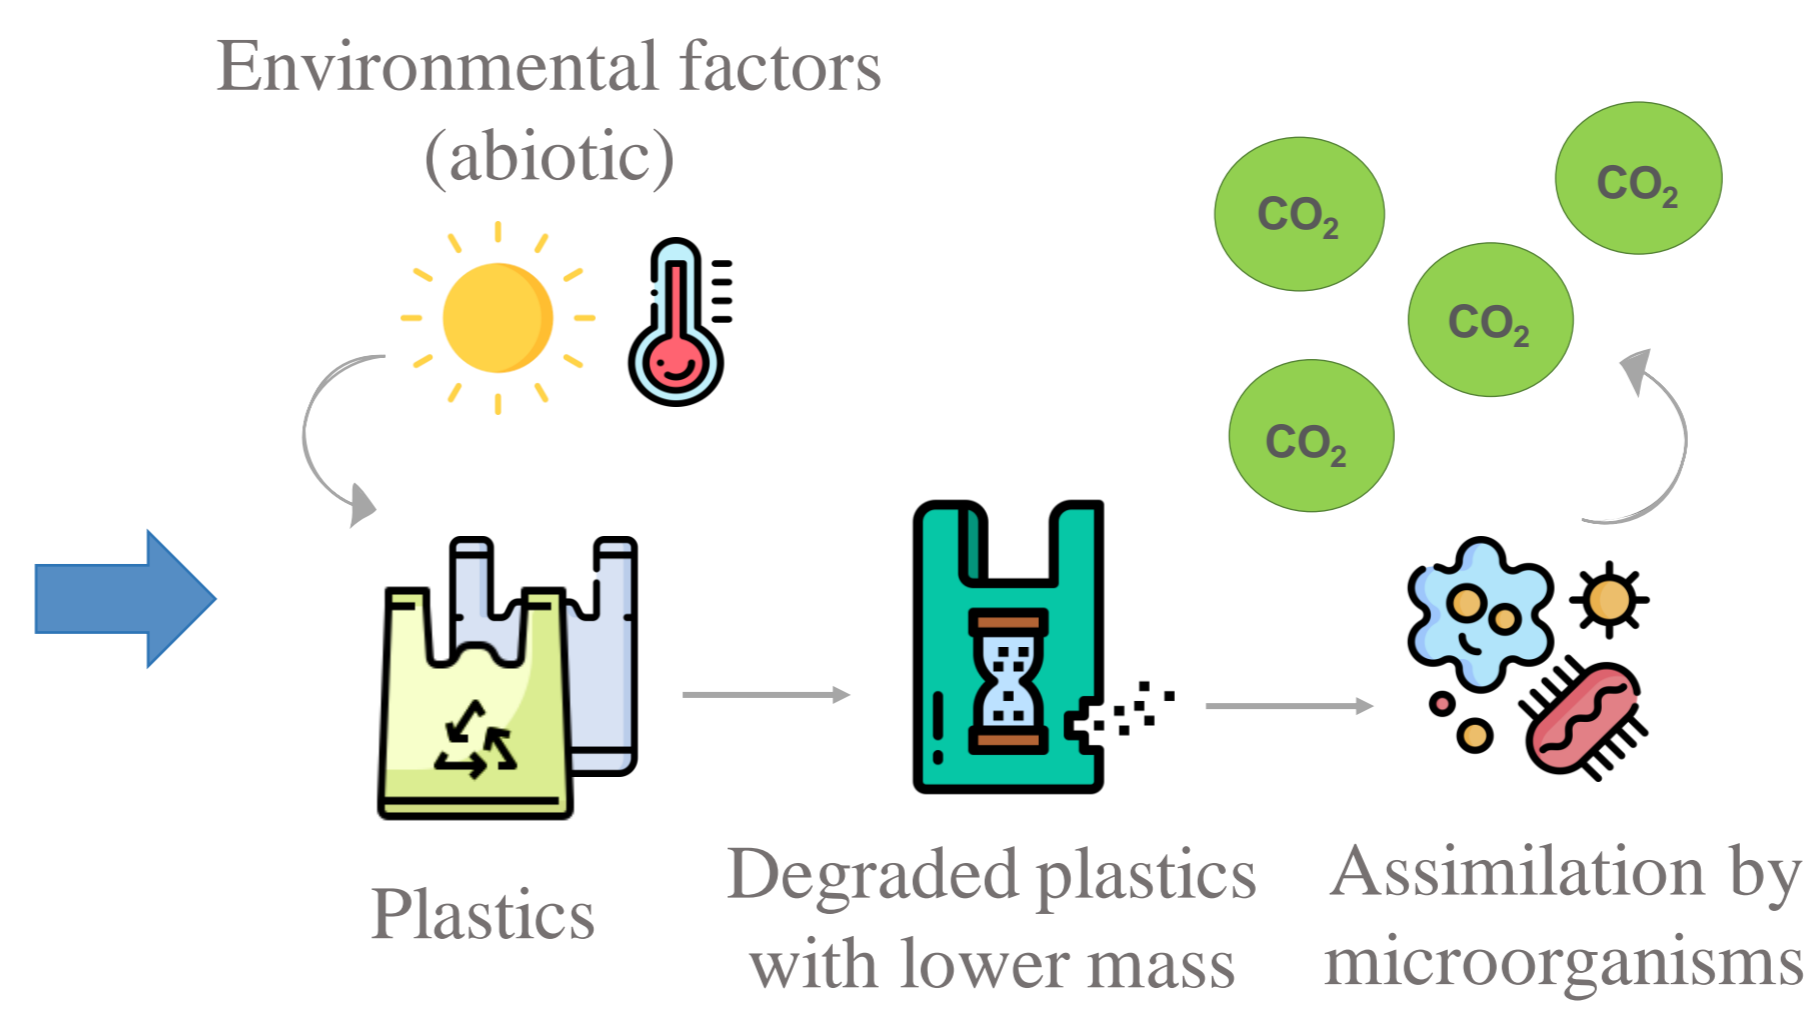 Environmental factors
(abiotic)
CO₂
CO₂
CO₂
CO₂
Plastics
Degraded plastics
with lower mass
Assimilation by
microorganisms